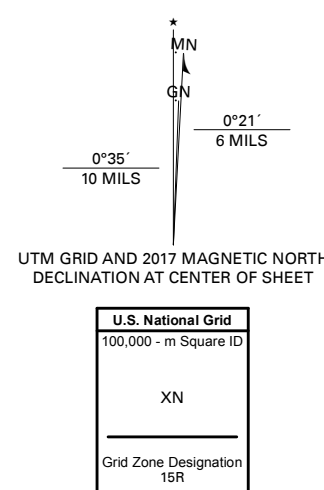 ★
MN
GN
0°21´
6 MILS
0°35´
10 MILS
UTM GRID AND 2017 MAGNETIC NORTH
DECLINATION AT CENTER OF SHEET
U.S. National Grid
100,000 - m Square ID
XN
Grid Zone Designation
15R